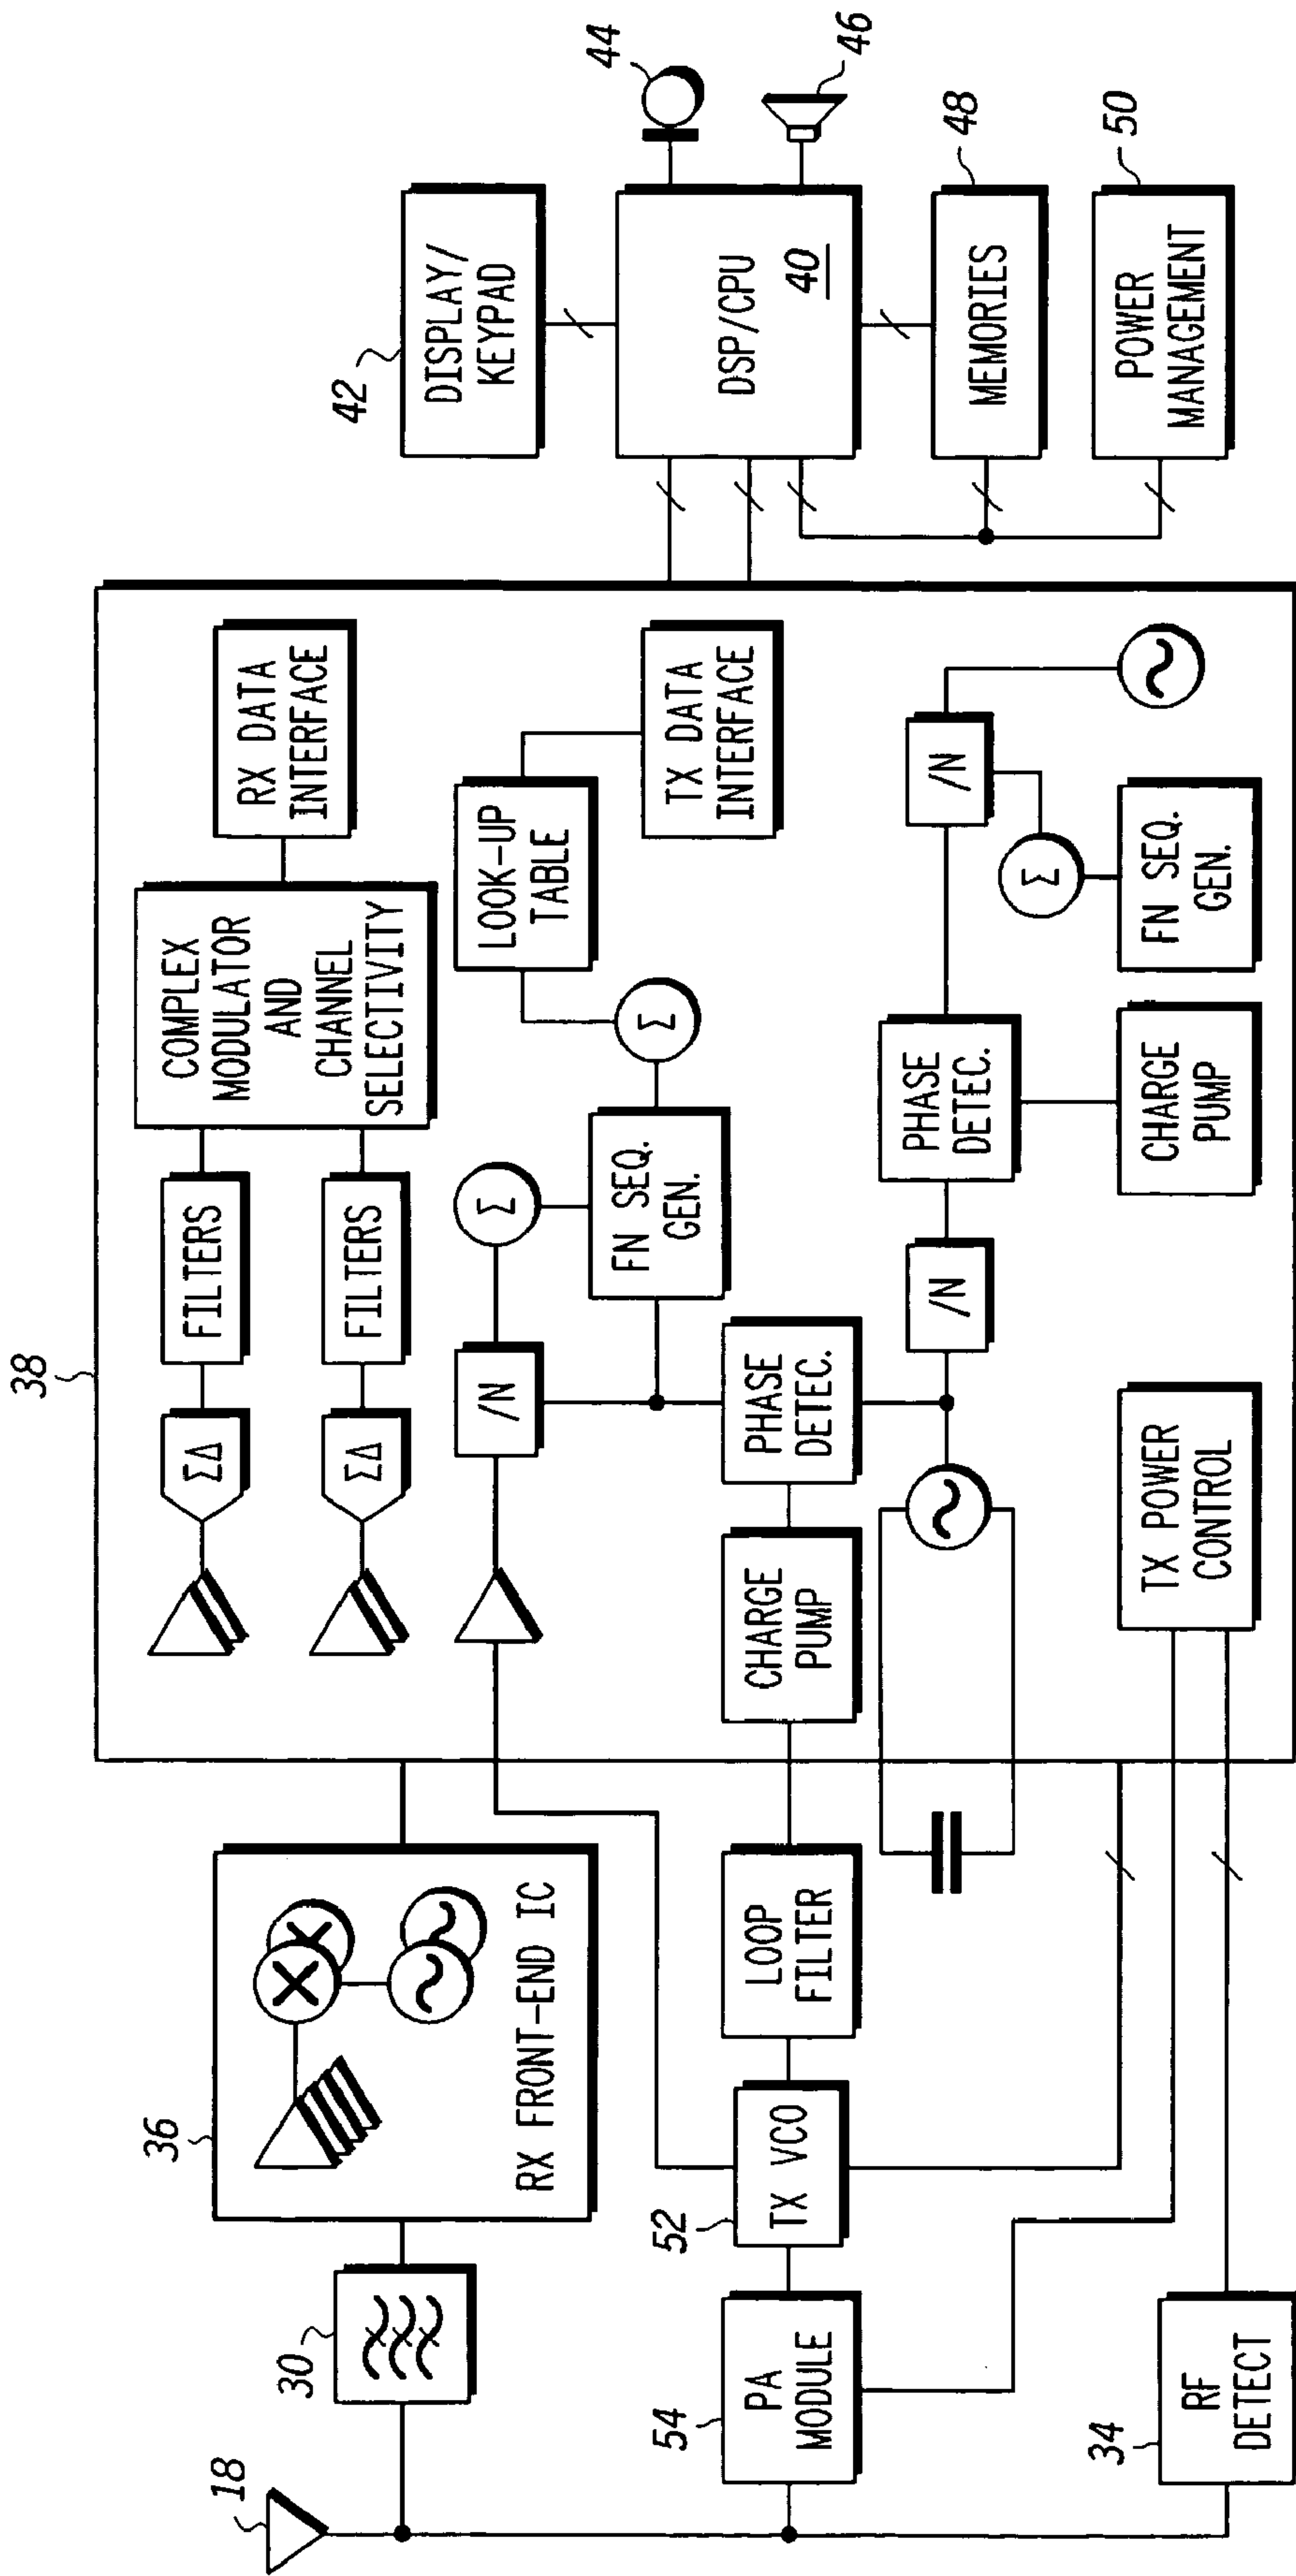 18
30
36
RX FRONT-END IC
38
ΣΔ
FILTERS
ΣΔ
FILTERS
COMPLEX
MODULATOR
AND
CHANNEL
SELECTIVITY
RX DATA
INTERFACE
42
DISPLAY/
KEYPAD
44
DSP/CPU
40
46
MEMORIES
48
POWER
MANAGEMENT
50
/N
Σ
FN SEQ.
GEN.
Σ
LOOK-UP
TABLE
TX DATA
INTERFACE
54
PA
MODULE
52
TX VCO
LOOP
FILTER
CHARGE
PUMP
PHASE
DETEC.
/N
PHASE
DETEC.
/N
Σ
CHARGE
PUMP
FN SEQ.
GEN.
TX POWER
CONTROL
34
RF
DETECT